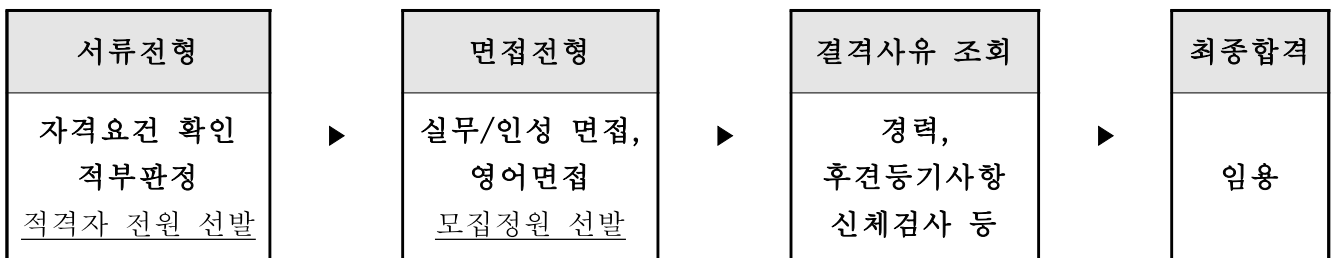 서류전형
자격요건 확인
적부판정
적격자 전원 선발
▶
면접전형
실무/인성 면접,
영어면접
모집정원 선발
▶
결격사유 조회
경력,
후견등기사항
신체검사 등
▶
최종합격
임용